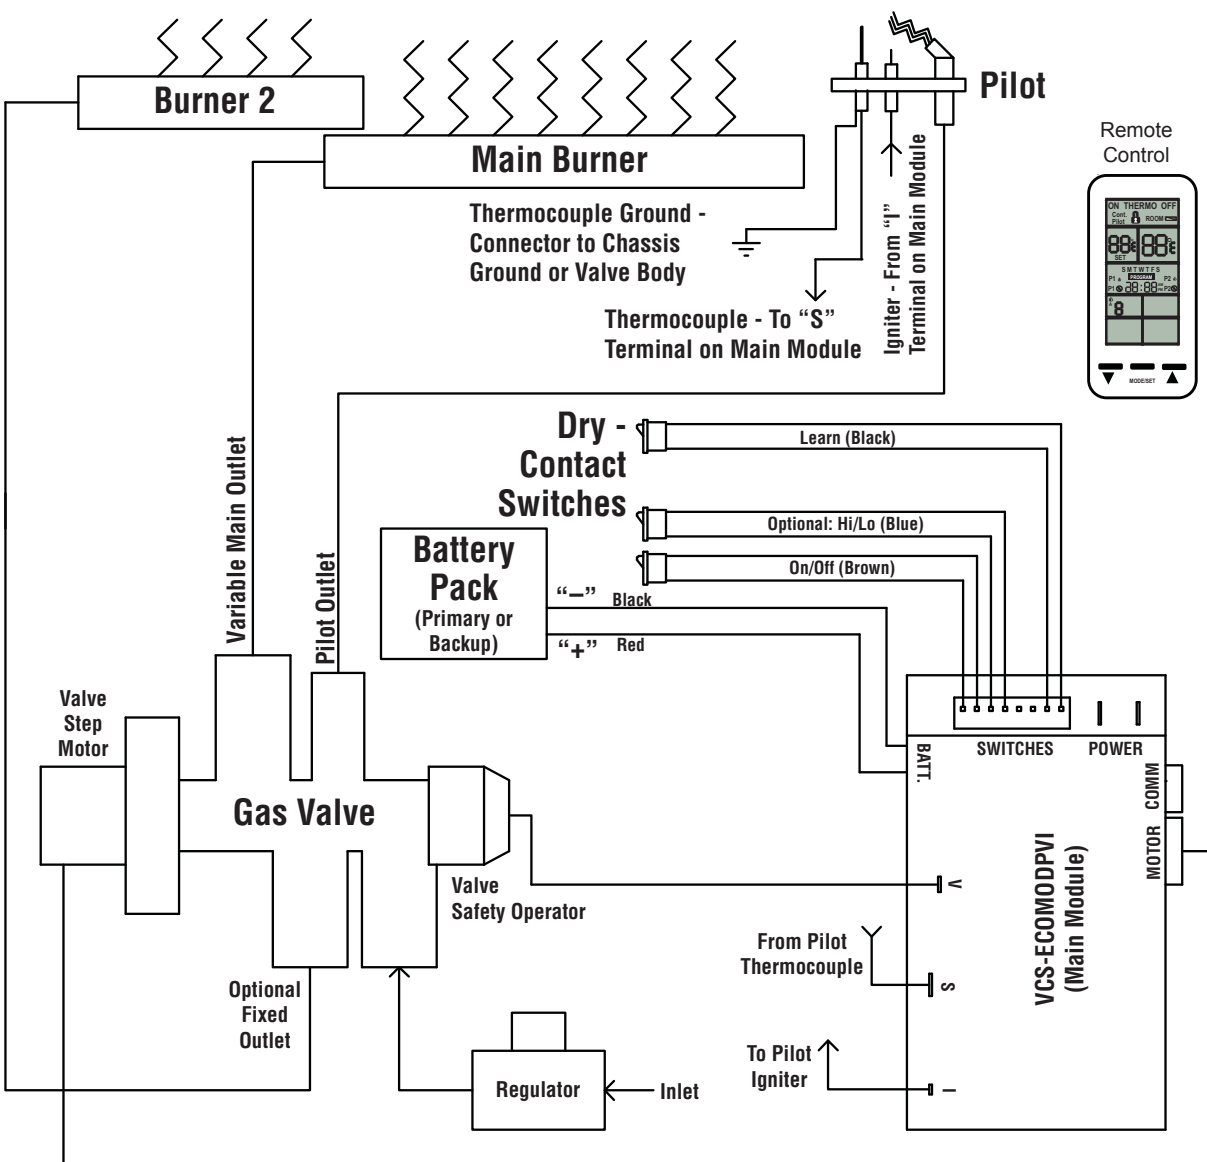 Burner 2
Main Burner
Pilot
Remote
Control
ON THERMO OFF
Cont.
Pilot
ROOM
SET
S M T W T F S
P1
PROGRAM
P2
P1
P2
8
MODE/SET
Thermocouple Ground -
Connector to Chassis
Ground or Valve Body
Thermocouple - To “S”
Terminal on Main Module
Igniter - From “I”
Terminal on Main Module
Dry -
Contact
Switches
Learn (Black)
Optional: Hi/Lo (Blue)
On/Off (Brown)
Battery
Pack
(Primary or
Backup)
“–” Black
“+” Red
Variable Main Outlet
Pilot Outlet
Valve
Step
Motor
Gas Valve
Valve
Safety Operator
Optional
Fixed
Outlet
Regulator
Inlet
SWITCHES
POWER
BATT.
COMM
MOTOR
VCS-ECOMODPVI
(Main Module)
V
From Pilot
Thermocouple
S
To Pilot
Igniter
I